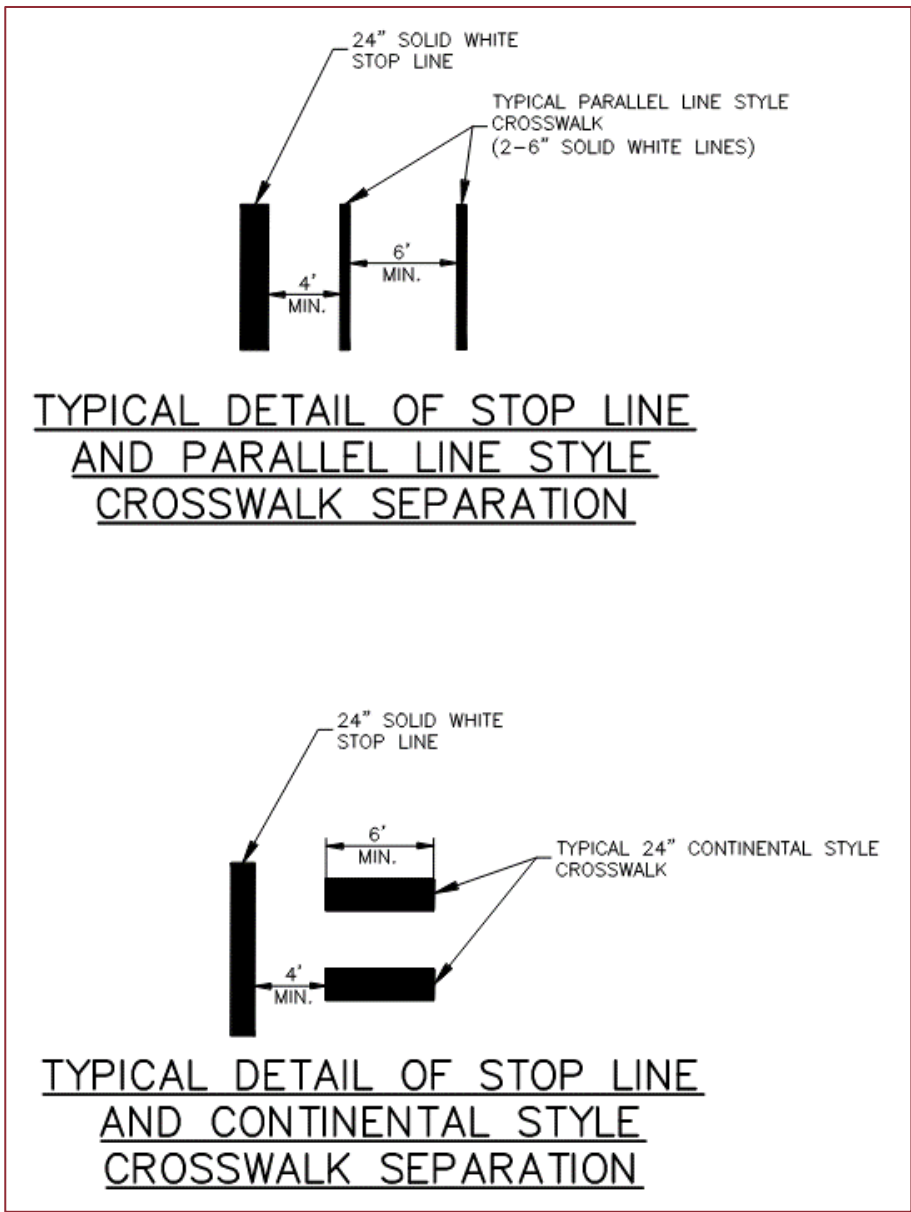 24" SOLID WHITE
STOP LINE
TYPICAL PARALLEL LINE STYLE
CROSSWALK
(2-6" SOLID WHITE LINES)
6'
MIN.
4'
MIN.
TYPICAL DETAIL OF STOP LINE
AND PARALLEL LINE STYLE
CROSSWALK SEPARATION
24" SOLID WHITE
STOP LINE
6'
MIN.
TYPICAL 24" CONTINENTAL STYLE
CROSSWALK
4'
MIN.
TYPICAL DETAIL OF STOP LINE
AND CONTINENTAL STYLE
CROSSWALK SEPARATION